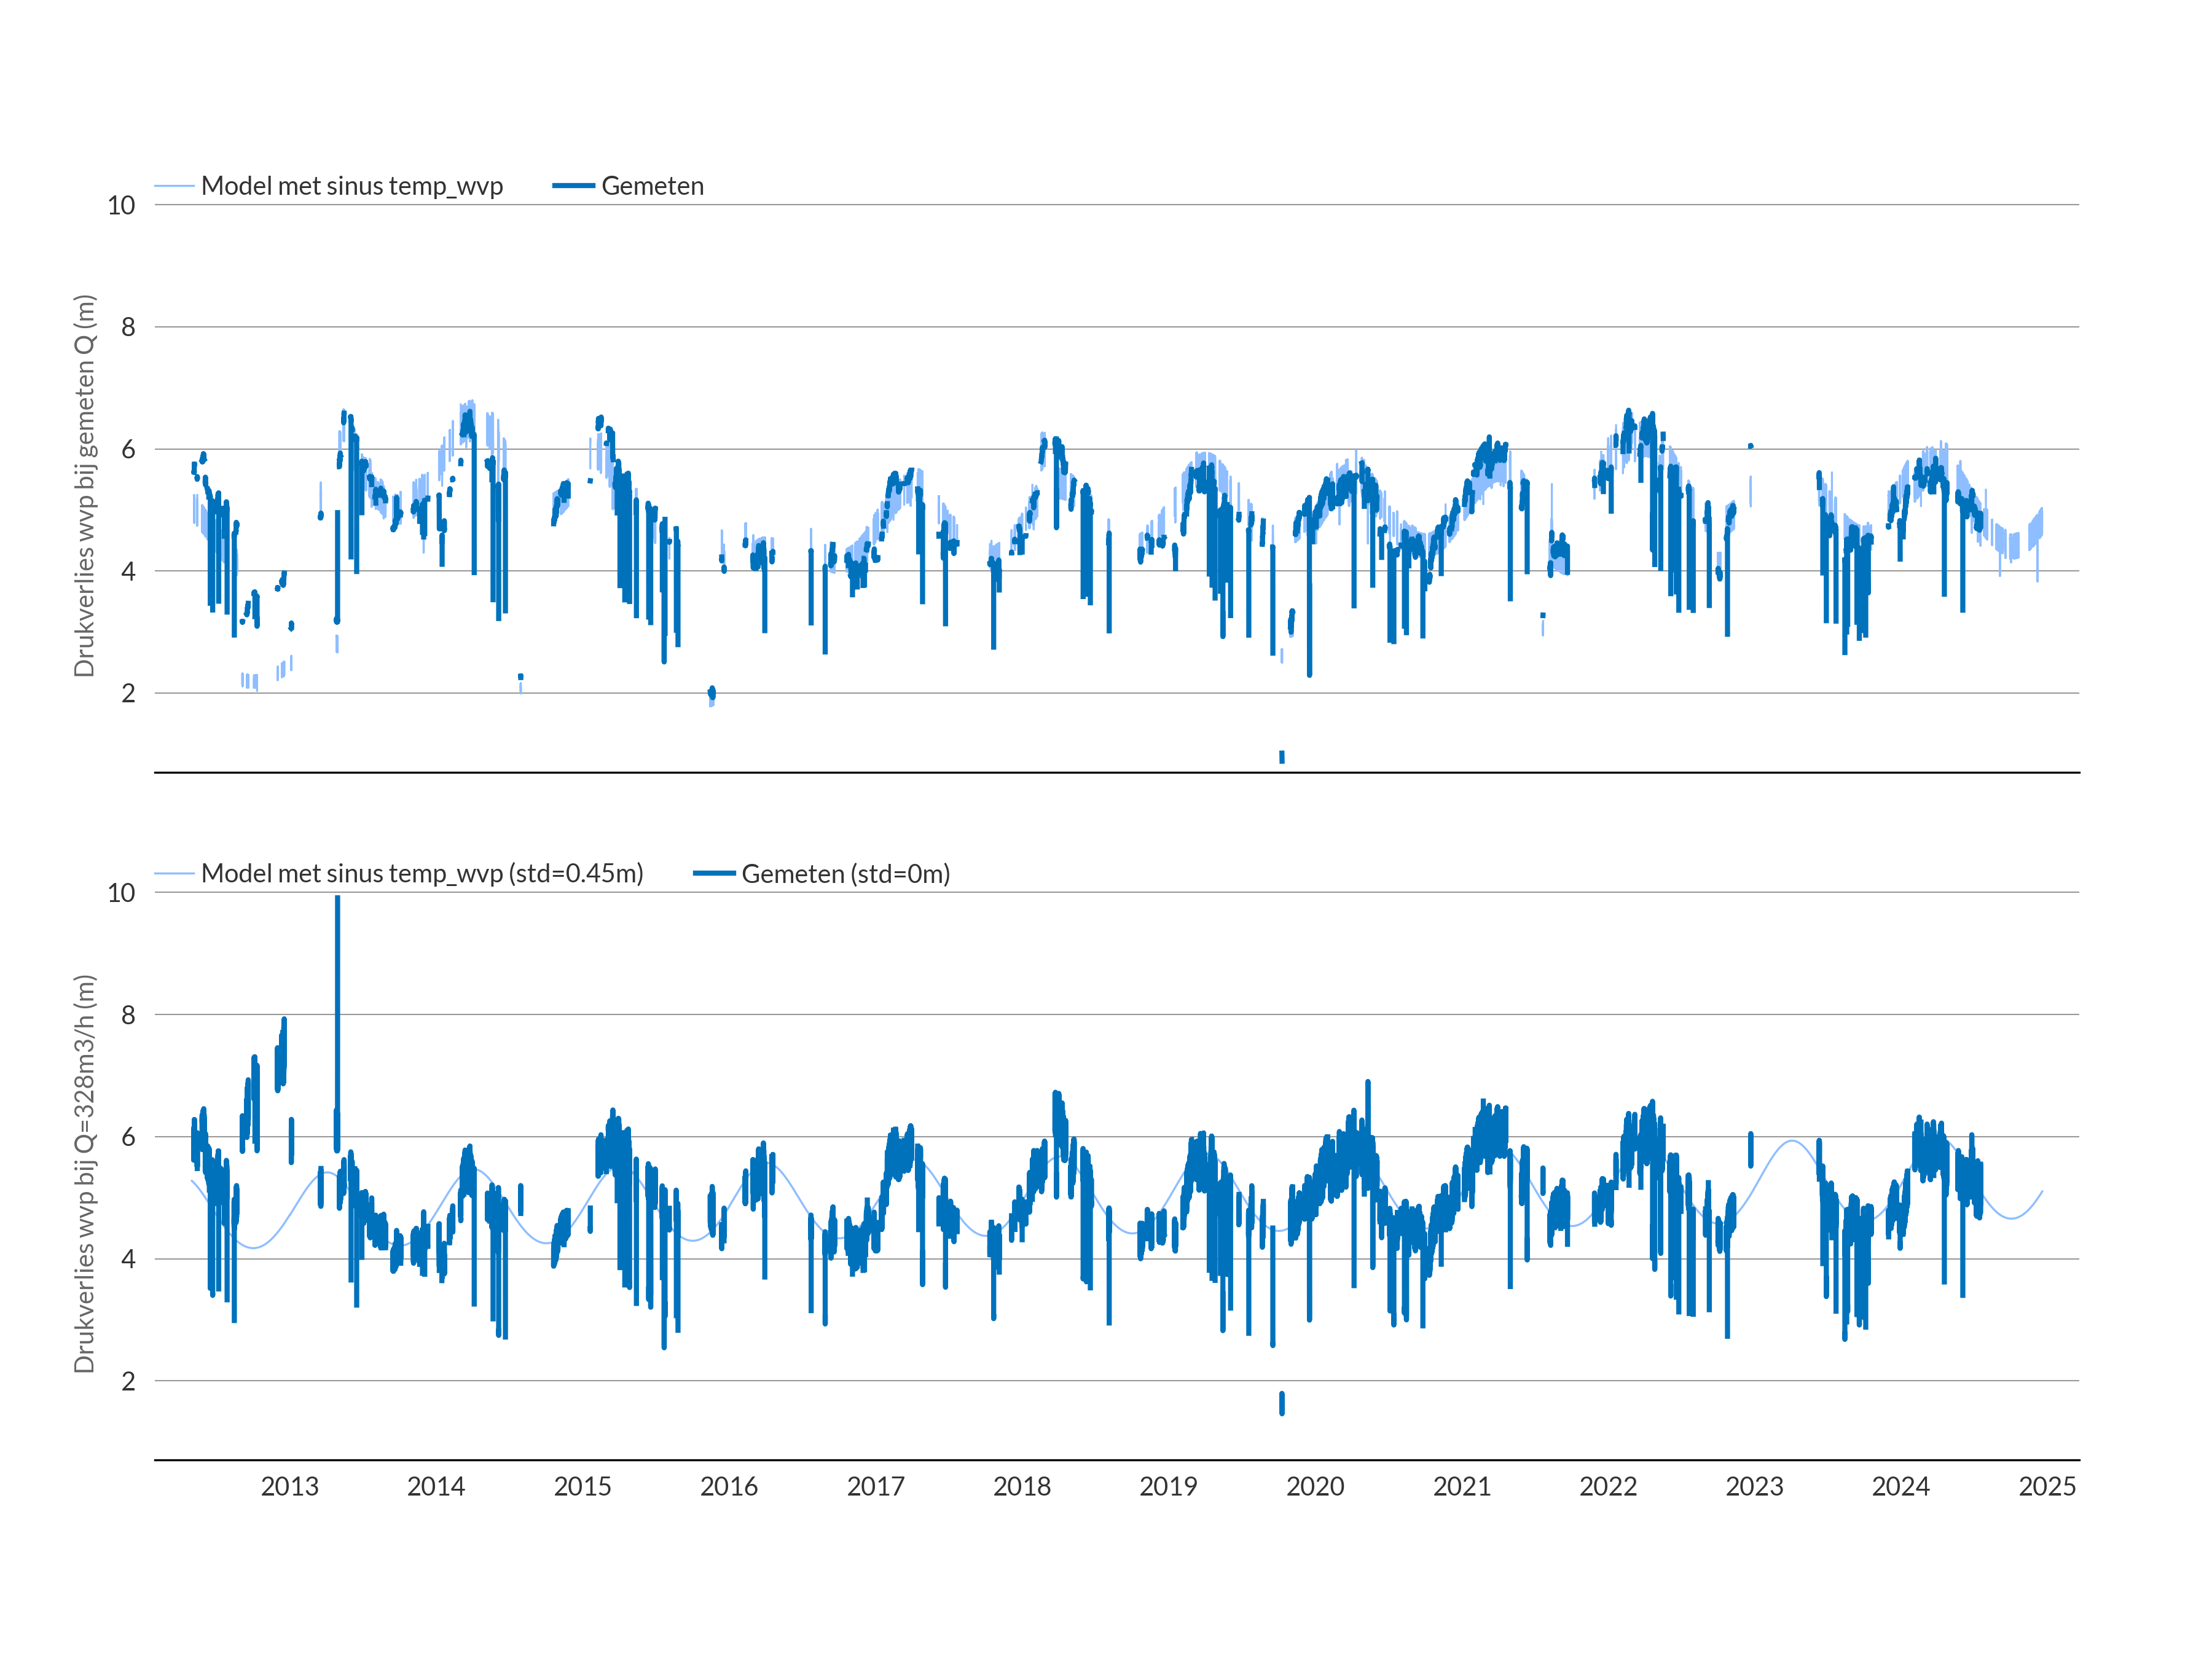 Model met sinus temp_wvp Gemeten
10
8
6
4
2
Drukverlies wvp bij gemeten Q (m)
Model met sinus temp_wvp (std=0.45m) Gemeten (std=0m)
10
8
6
4
2
Drukverlies wvp bij Q=328m3/h (m)
2013 2014 2015 2016 2017 2018 2019 2020 2021 2022 2023 2024 2025